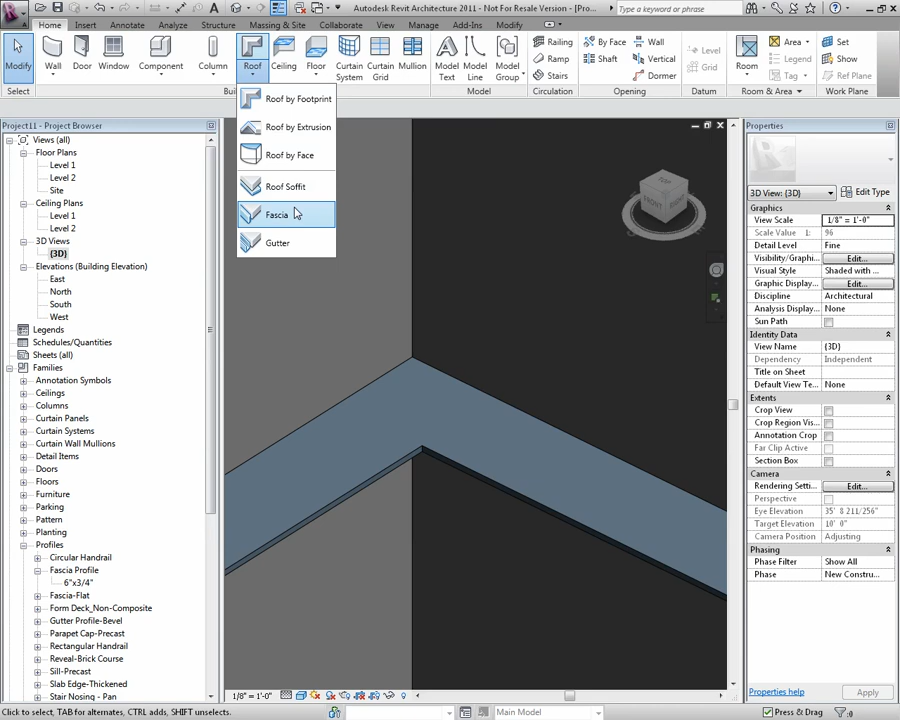 Autodesk Revit Architecture 2011 - Not For Resale Version - [Pro...
Type a keyword or phrase
Home Insert Annotate Analyze Structure Massing & Site Collaborate View Manage Add-Ins Modify
Modify Wall Door Window Component Column Roof Ceiling Floor Curtain System Curtain Grid Mullion Model Text Model Line Model Group
Railing By Face Wall Level Room Area Set
Ramp Shaft Vertical Grid Legend Show
Stairs Dormer Tag Ref Plane
Select Model Circulation Opening Datum Room & Area Work Plane
Roof by Footprint
Roof by Extrusion
Roof by Face
Roof Soffit
Fascia
Gutter
Project11 - Project Browser
Views (all)
Floor Plans
Level 1
Level 2
Site
Ceiling Plans
Level 1
Level 2
3D Views
{3D}
Elevations (Building Elevation)
East
North
South
West
Legends
Schedules/Quantities
Sheets (all)
Families
Annotation Symbols
Ceilings
Columns
Curtain Panels
Curtain Systems
Curtain Wall Mullions
Detail Items
Doors
Floors
Furniture
Parking
Pattern
Planting
Profiles
Circular Handrail
Fascia Profile
6"x3/4"
Fascia-Flat
Form Deck_Non-Composite
Gutter Profile-Bevel
Parapet Cap-Precast
Rectangular Handrail
Reveal-Brick Course
Sill-Precast
Slab Edge-Thickened
Stair Nosing - Pan
TOP
FRONT
RIGHT
Properties
3D View: {3D} Edit Type
Graphics
View Scale 1/8" = 1'-0"
Scale Value 1: 96
Detail Level Fine
Visibility/Graphi... Edit...
Visual Style Shaded with ...
Graphic Display... Edit...
Discipline Architectural
Analysis Display... None
Sun Path
Identity Data
View Name {3D}
Dependency Independent
Title on Sheet
Default View Te... None
Extents
Crop View
Crop Region Vis...
Annotation Crop
Far Clip Active
Section Box
Camera
Rendering Setti... Edit...
Perspective
Eye Elevation 35' 8 211/256"
Target Elevation 10' 0"
Camera Position Adjusting
Phasing
Phase Filter Show All
Phase New Constru...
Properties help Apply
1/8" = 1'-0"
Click to select, TAB for alternates, CTRL adds, SHIFT unselects. Main Model Press & Drag :0